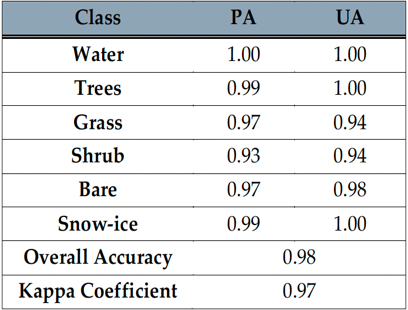 Class PA UA
Water 1.00 1.00
Trees 0.99 1.00
Grass 0.97 0.94
Shrub 0.93 0.94
Bare 0.97 0.98
Snow-ice 0.99 1.00
Overall Accuracy 0.98
Kappa Coefficient 0.97